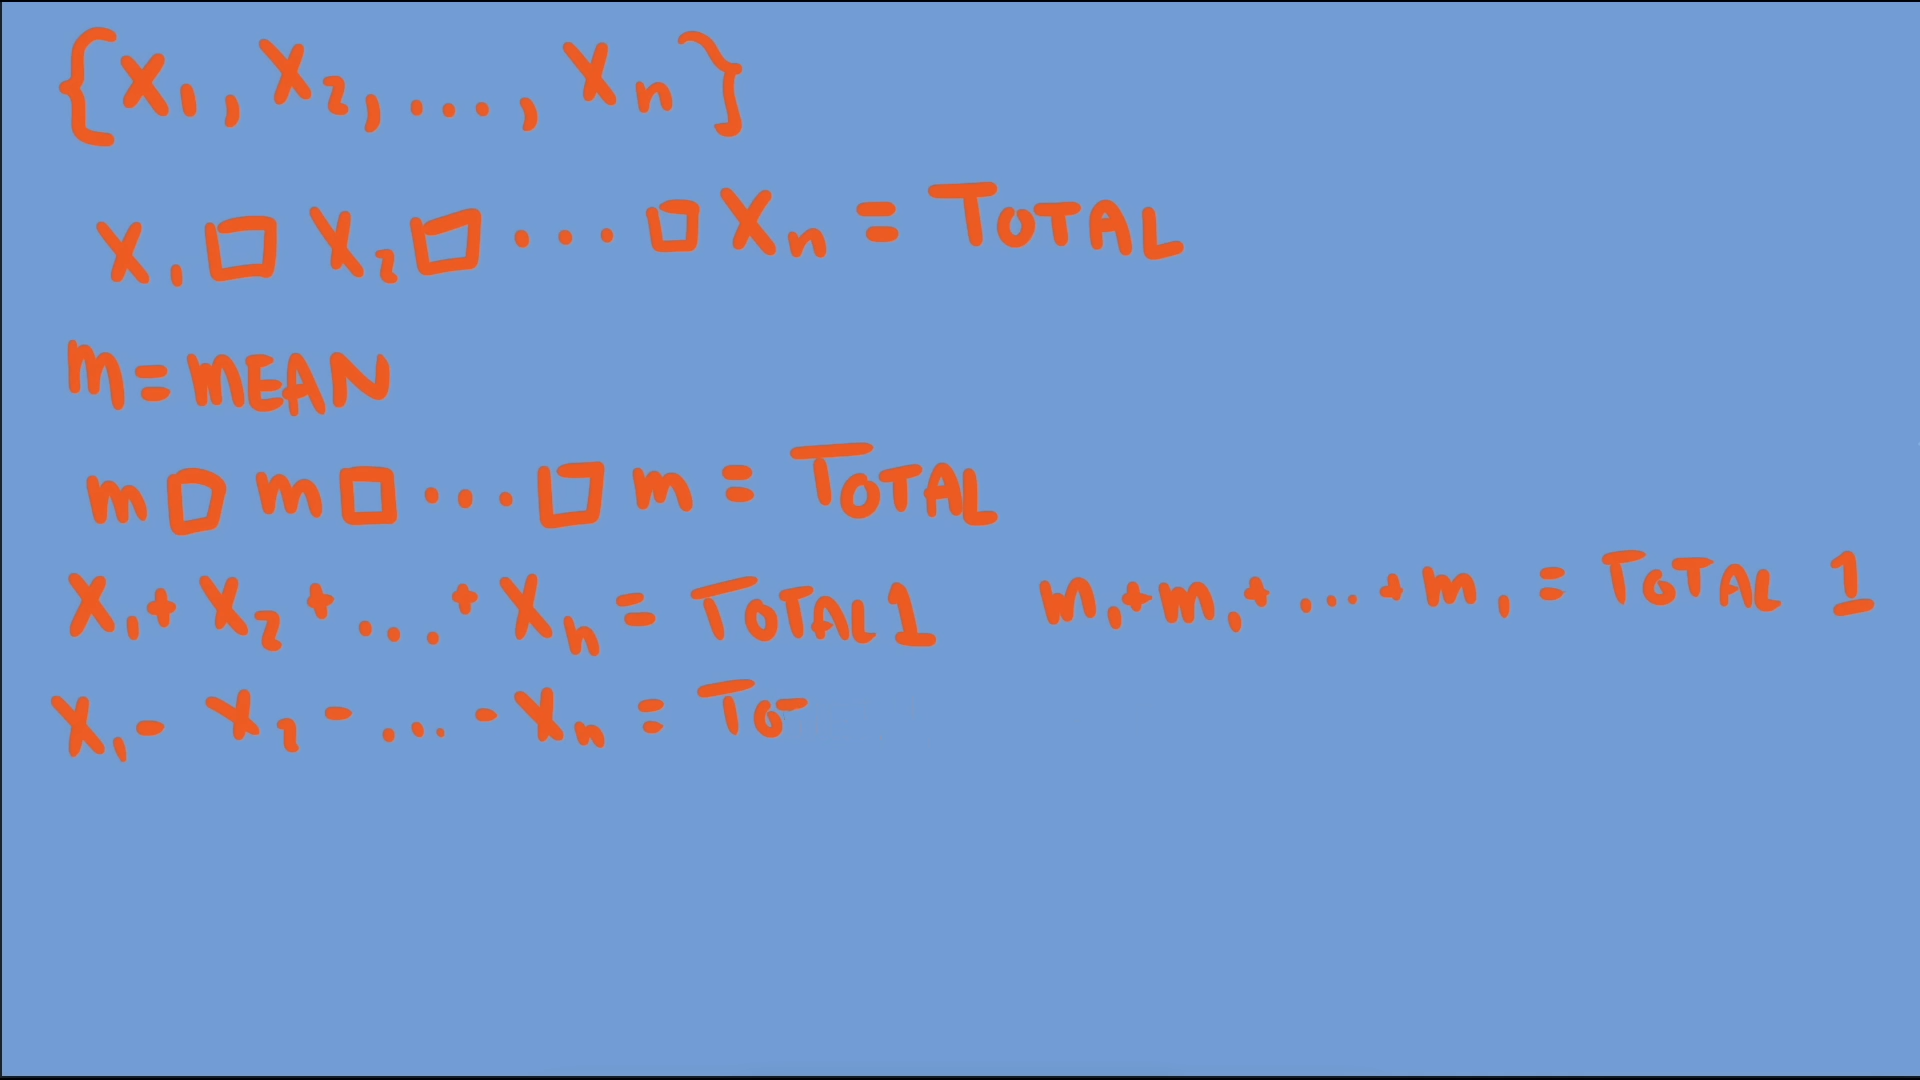 {x₁, x₂, ..., xₙ}
x₁ □ x₂ □ ... □ xₙ = TOTAL
m = MEAN
m □ m □ ... □ m = TOTAL
x₁ + x₂ + ... + xₙ = TOTAL 1 m₁ + m₁ + ... + m₁ = TOTAL 1
x₁ - x₂ - ... - xₙ = TOT